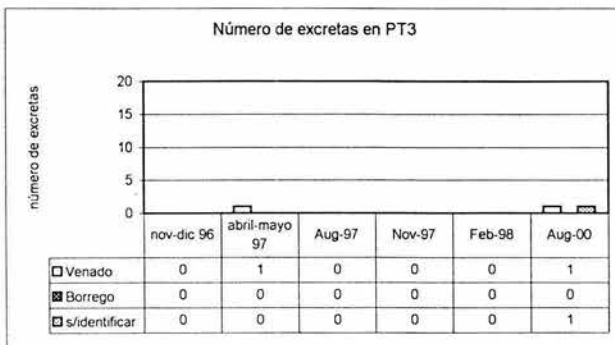 Número de excretas en PT3
número de excretas
20
15
10
5
0
nov-dic 96 abril-mayo 97 Aug-97 Nov-97 Feb-98 Aug-00
Venado 0 1 0 0 0 1
Borrego 0 0 0 0 0 0
s/identificar 0 0 0 0 0 1